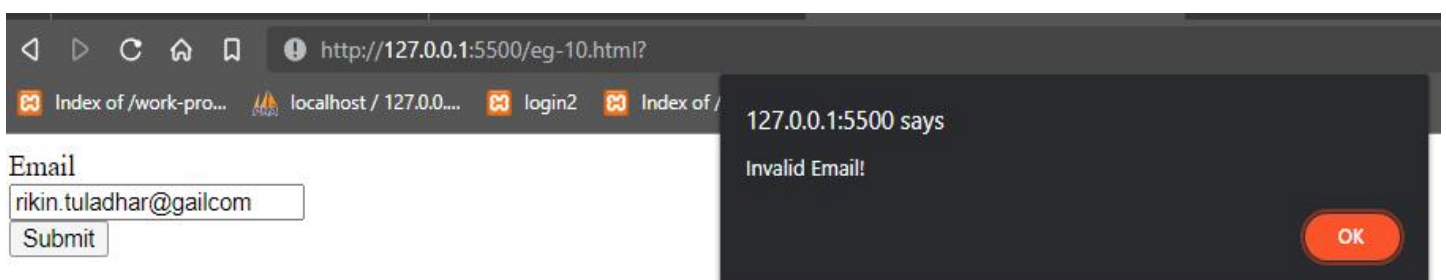 http://127.0.0.1:5500/eg-10.html?
Index of /work-pro... localhost / 127.0.0.... login2 Index of /
127.0.0.1:5500 says
Invalid Email!
OK
Email
rikin.tuladhar@gailcom
Submit